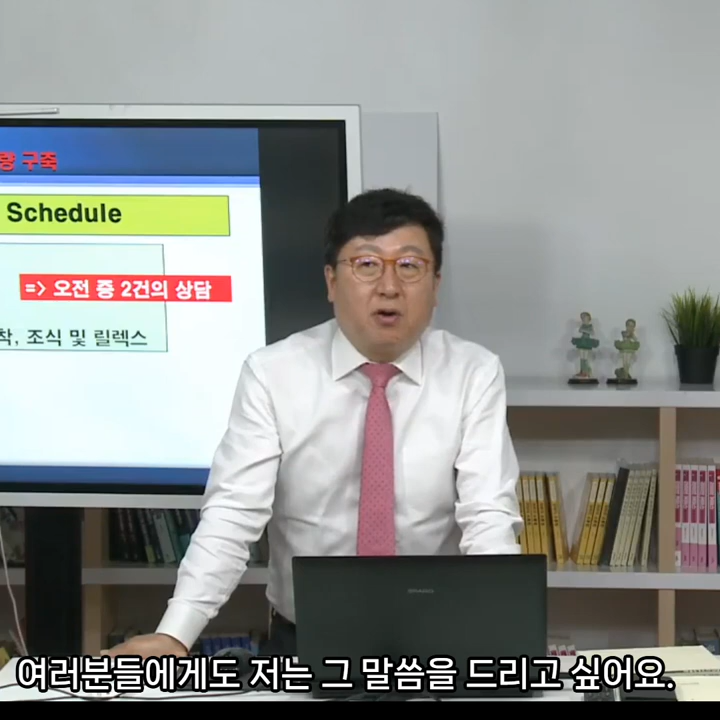 량 구축
Schedule
=> 오전 중 2건의 상담
착, 조식 및 릴렉스
여러분들에게도 저는 그 말씀을 드리고 싶어요.